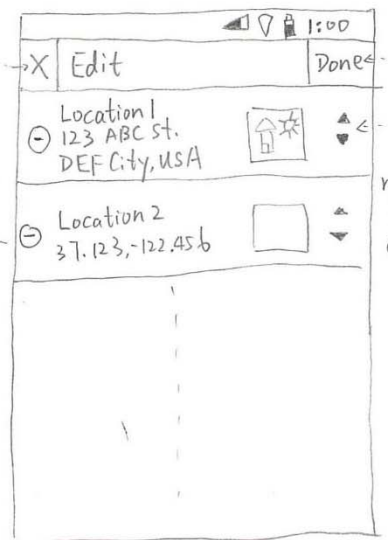 1:00
X Edit Done
Location 1
123 ABC St.
DEF City, USA
Location 2
37.123, -122.456